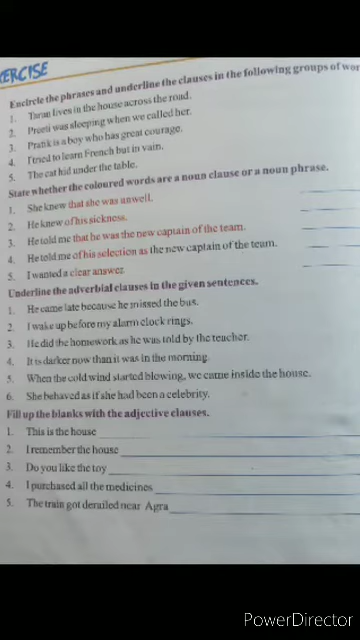 ERCISE
Encircle the phrases and underline the clauses in the following groups of wor
1. Taran lives in the house across the road.
2. Preeti was sleeping when we called her.
3. Pratik is a boy who has great courage.
4. I tried to learn French but in vain.
5. The cat hid under the table.
State whether the coloured words are a noun clause or a noun phrase.
1. She knew that she was unwell.
2. He knew of his sickness.
3. He told me that he was the new captain of the team.
4. He told me of his selection as the new captain of the team.
5. I wanted a clear answer.
Underline the adverbial clauses in the given sentences.
1. He came late because he missed the bus.
2. I wake up before my alarm clock rings.
3. He did the homework as he was told by the teacher.
4. It is darker now than it was in the morning.
5. When the cold wind started blowing, we came inside the house.
6. She behaved as if she had been a celebrity.
Fill up the blanks with the adjective clauses.
1. This is the house
2. I remember the house
3. Do you like the toy
4. I purchased all the medicines
5. The train got derailed near Agra
PowerDirector